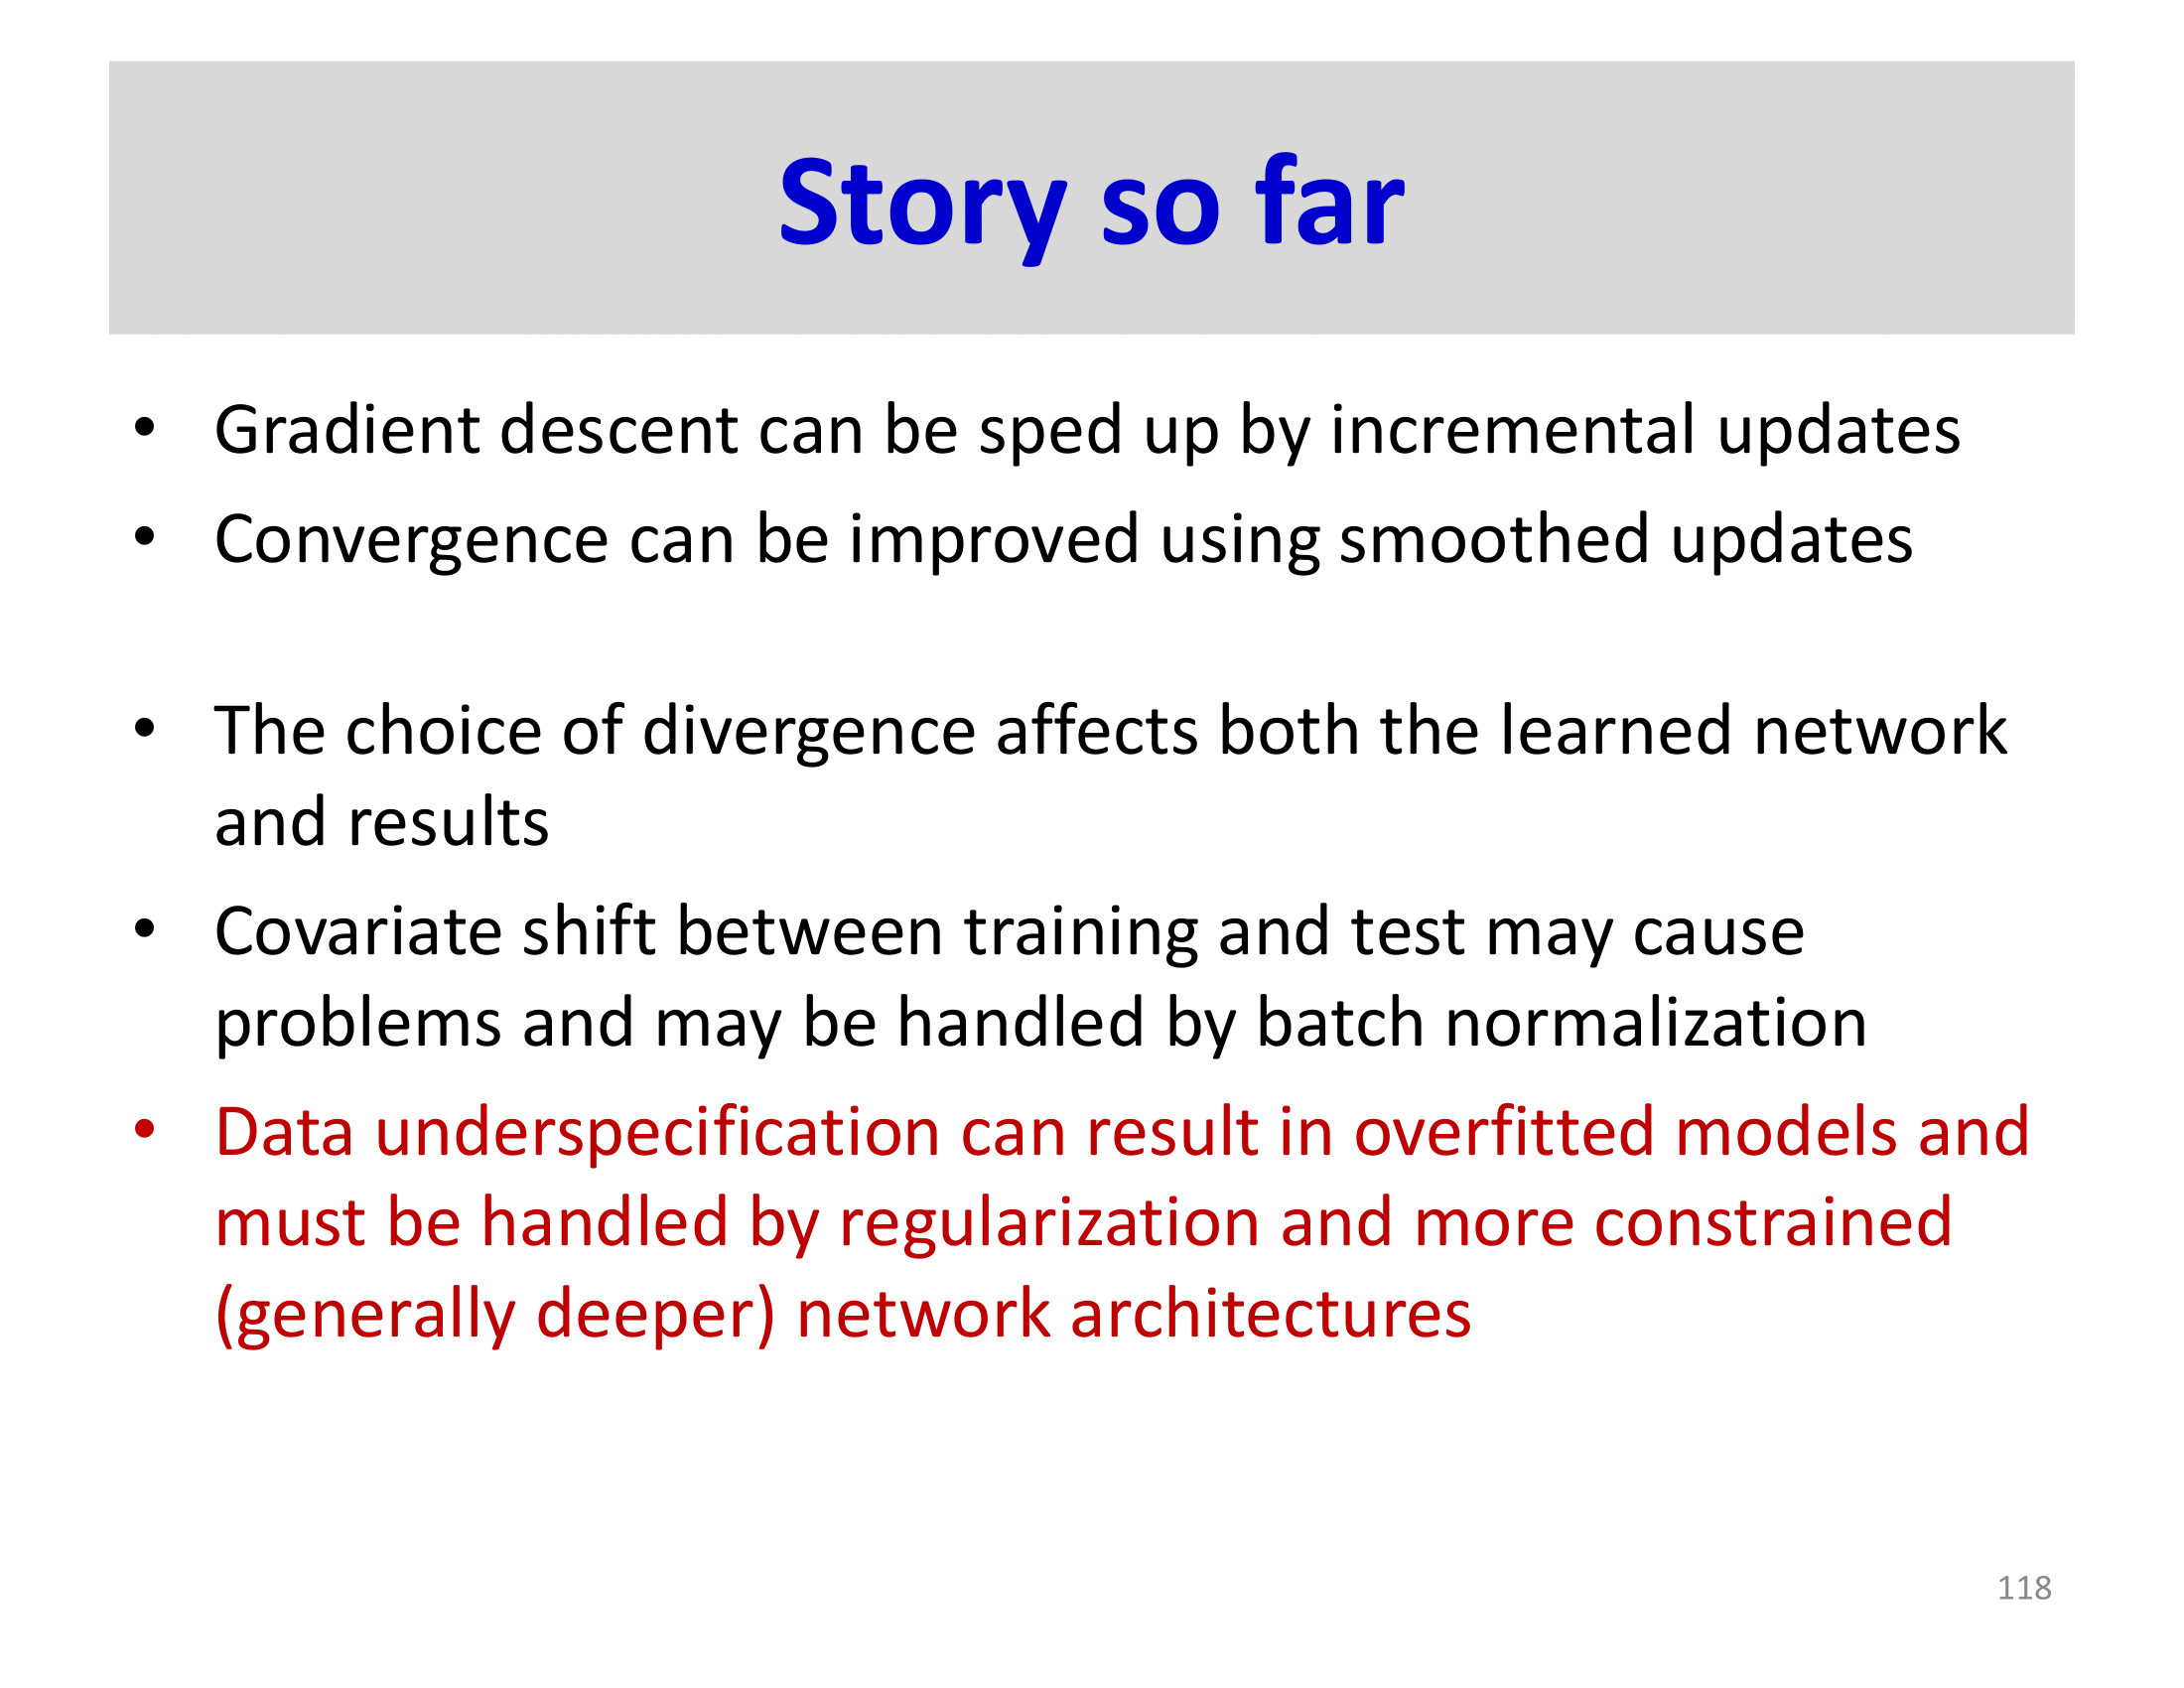 Story so far
• Gradient descent can be sped up by incremental updates
• Convergence can be improved using smoothed updates
• The choice of divergence affects both the learned network
and results
• Covariate shift between training and test may cause
problems and may be handled by batch normalization
• Data underspecification can result in overfitted models and
must be handled by regularization and more constrained
(generally deeper) network architectures
118